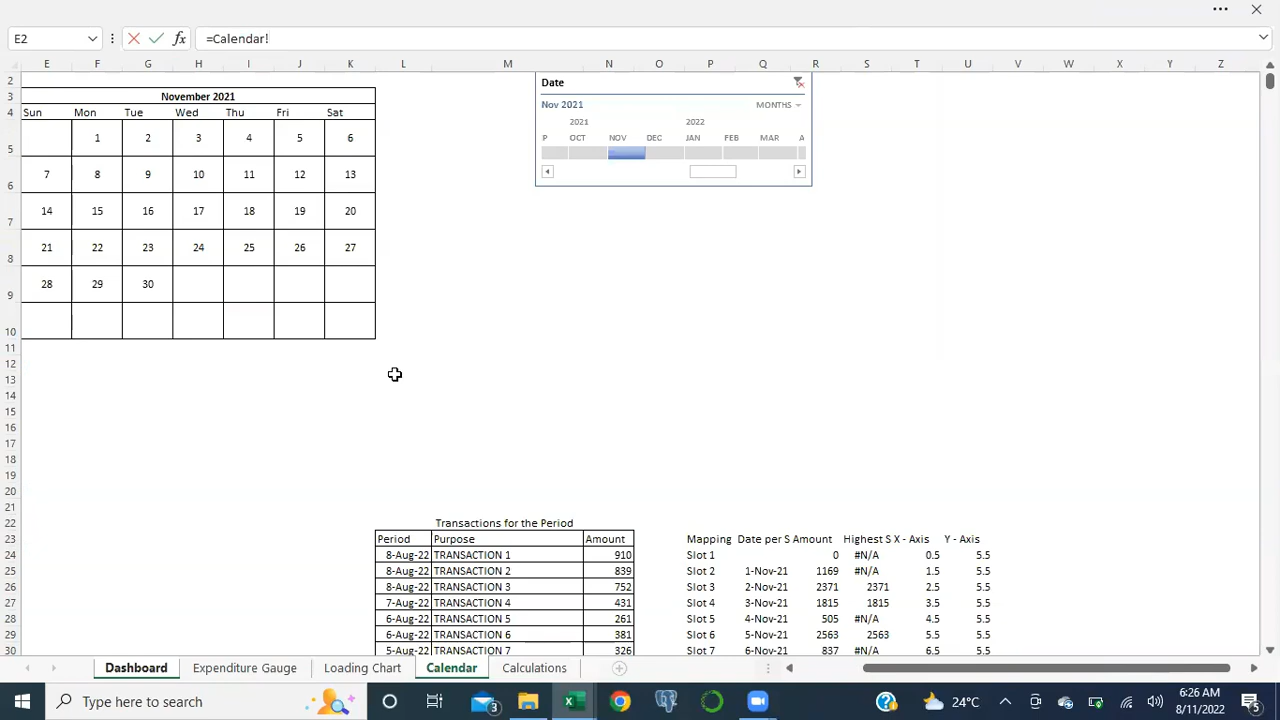 E2 =Calendar!
E F G H I J K L M N O P Q R S T U V W X Y Z
2 Date
3 November 2021
Nov 2021 MONTHS
4 Sun Mon Tue Wed Thu Fri Sat
2021 2022
P OCT NOV DEC JAN FEB MAR A
5 1 2 3 4 5 6
6 7 8 9 10 11 12 13
7 14 15 16 17 18 19 20
8 21 22 23 24 25 26 27
9 28 29 30
10
11
12
13
14
15
16
17
18
19
20
21
22 Transactions for the Period
23 Period Purpose Amount Mapping Date per S Amount Highest S X - Axis Y - Axis
24 8-Aug-22 TRANSACTION 1 910 Slot 1 0 #N/A 0.5 5.5
25 8-Aug-22 TRANSACTION 2 839 Slot 2 1-Nov-21 1169 #N/A 1.5 5.5
26 8-Aug-22 TRANSACTION 3 752 Slot 3 2-Nov-21 2371 2371 2.5 5.5
27 7-Aug-22 TRANSACTION 4 431 Slot 4 3-Nov-21 1815 1815 3.5 5.5
28 6-Aug-22 TRANSACTION 5 261 Slot 5 4-Nov-21 505 #N/A 4.5 5.5
29 6-Aug-22 TRANSACTION 6 381 Slot 6 5-Nov-21 2563 2563 5.5 5.5
30 5-Aug-22 TRANSACTION 7 326 Slot 7 6-Nov-21 837 #N/A 6.5 5.5
Dashboard Expenditure Gauge Loading Chart Calendar Calculations
Type here to search 3 24°C 6:26 AM
8/11/2022 5